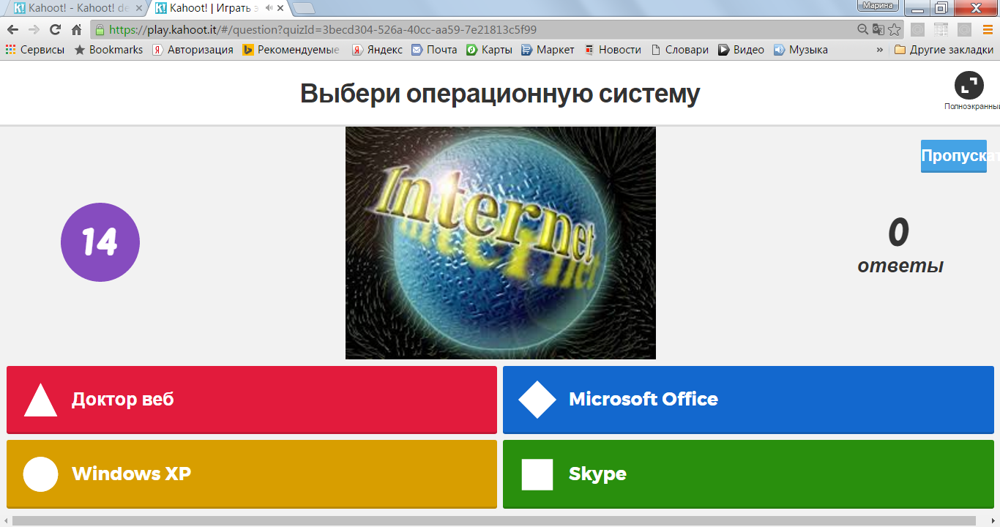 Kahoot! - Kahoot! de
Kahoot! | Играть э
Марина
https://play.kahoot.it/#/question?quizId=3becd304-526a-40cc-aa59-7e21813c5f99
Сервисы Bookmarks Авторизация Рекомендуемые Яндекс Почта Карты Маркет Новости Словари Видео Музыка » Другие закладки
Выбери операционную систему
Полноэкранный
Internet
Пропускат
14
0
ответы
Доктор веб
Microsoft Office
Windows XP
Skype